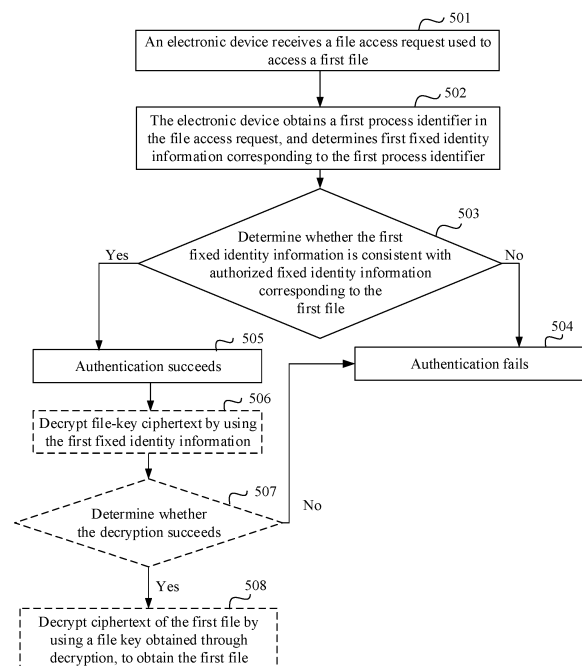 501
An electronic device receives a file access request used to
access a first file
502
The electronic device obtains a first process identifier in
the file access request, and determines first fixed identity
information corresponding to the first process identifier
503
Determine whether the first
fixed identity information is consistent with
authorized fixed identity information
corresponding to the
first file
Yes
No
505
Authentication succeeds
504
Authentication fails
506
Decrypt file-key ciphertext by using
the first fixed identity information
507
Determine whether
the decryption succeeds
No
Yes
508
Decrypt ciphertext of the first file by
using a file key obtained through
decryption, to obtain the first file